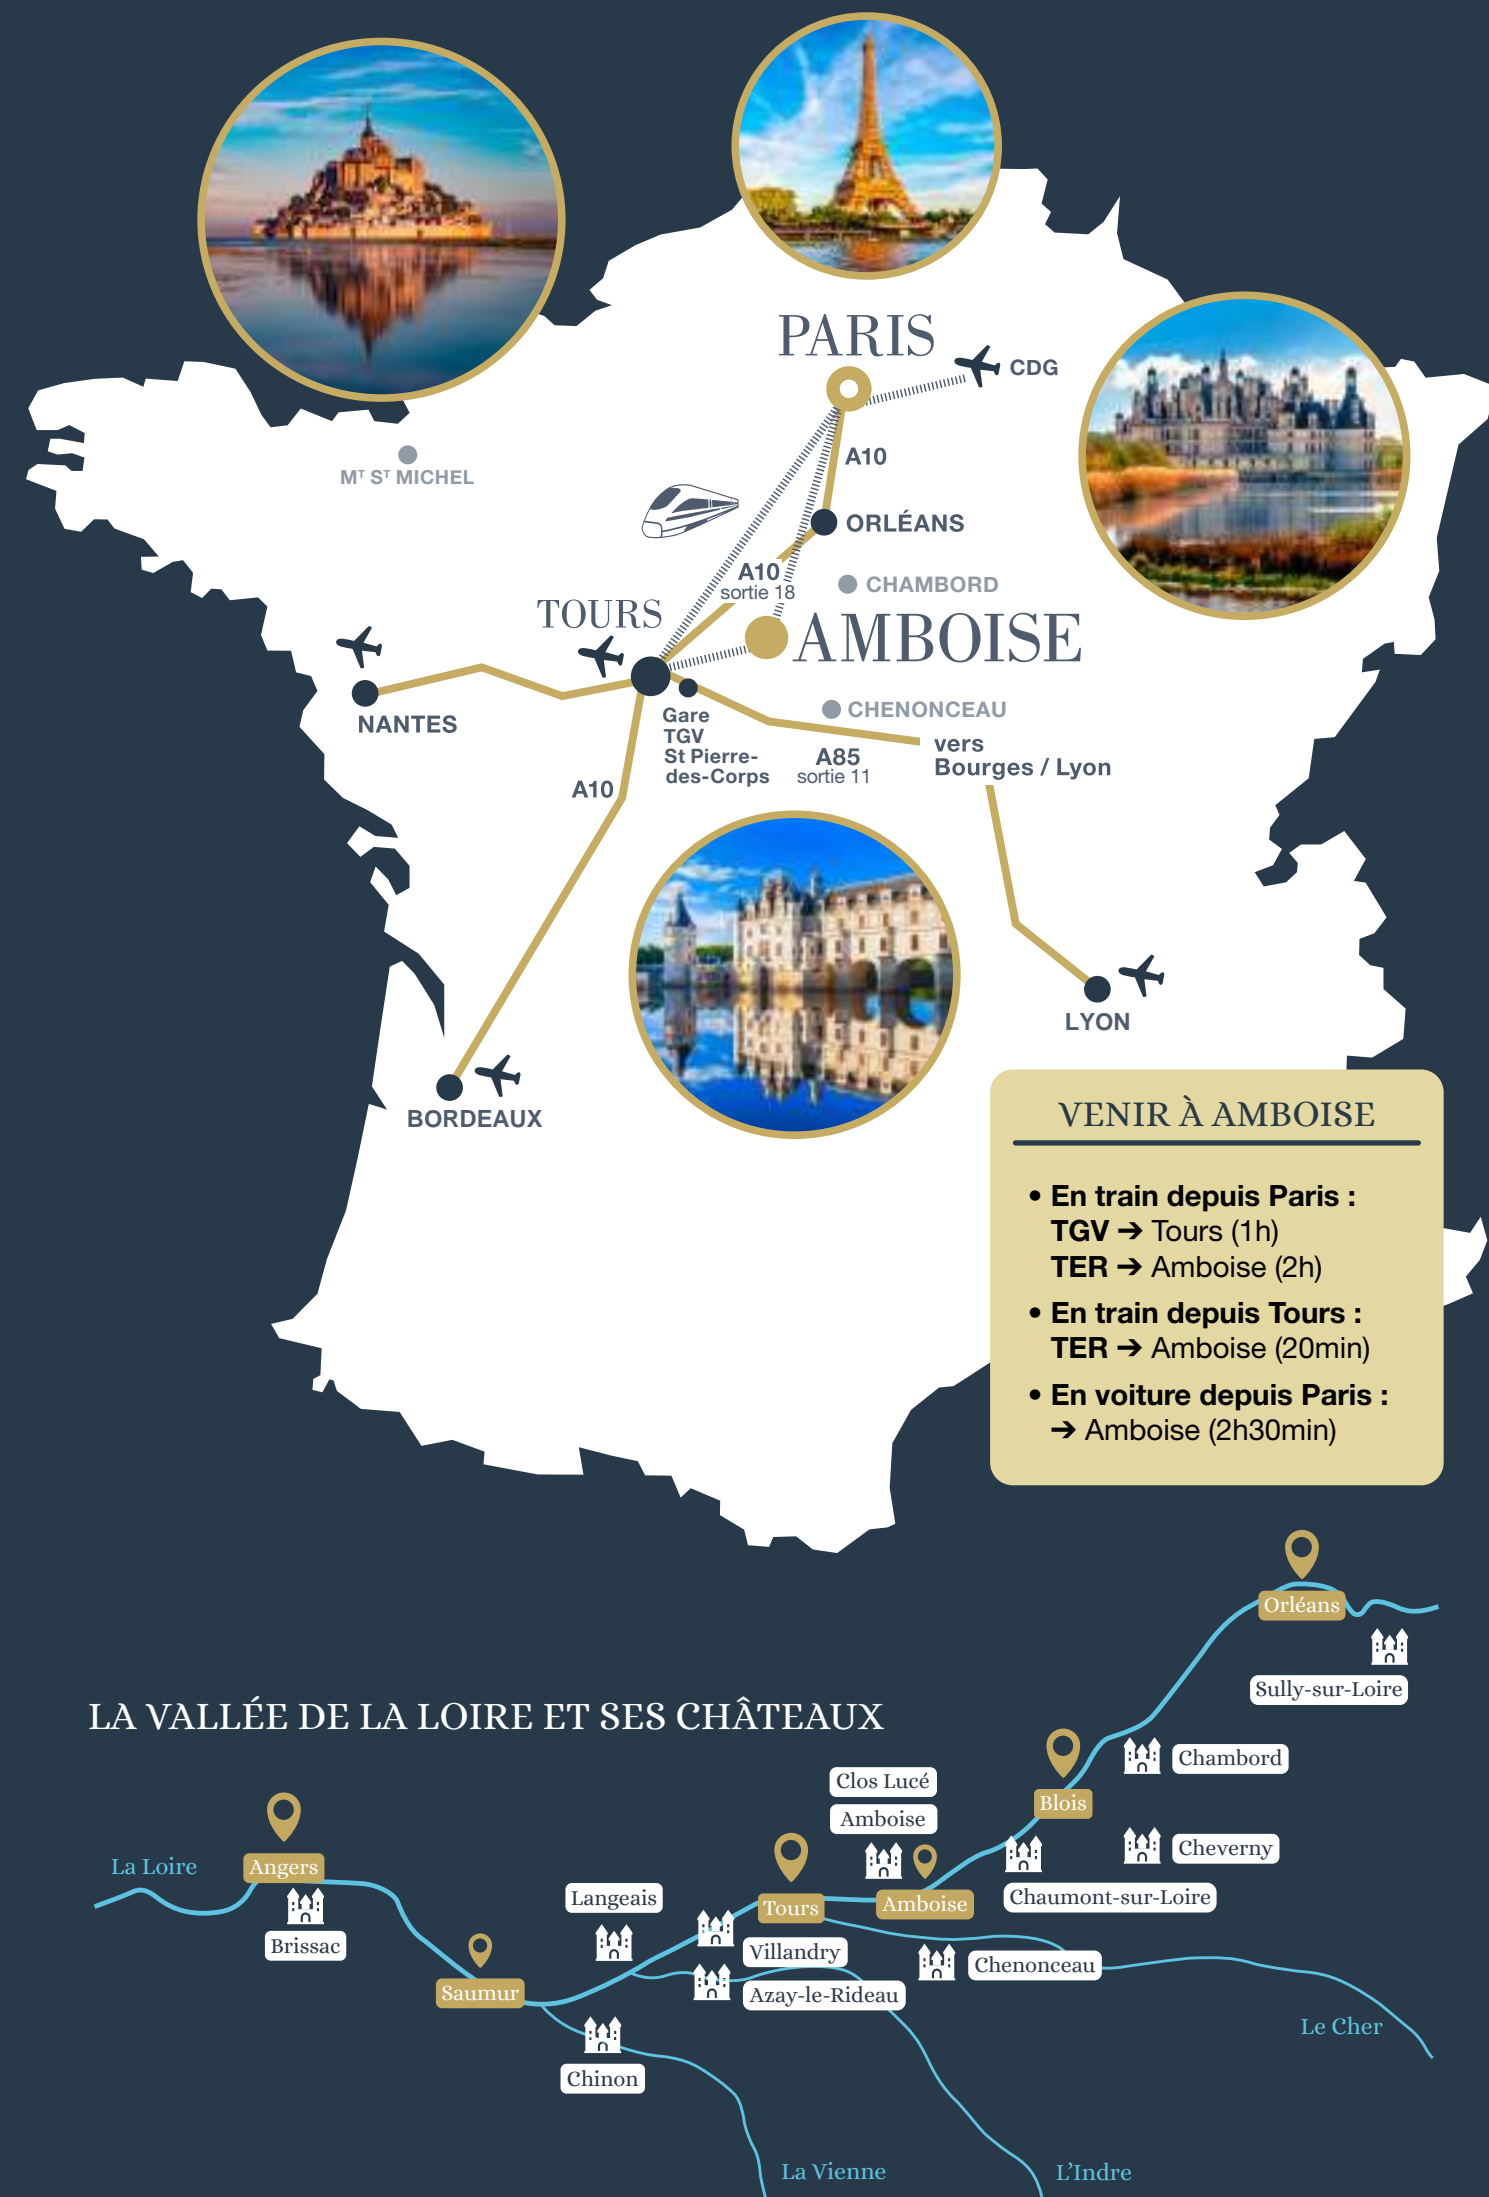 PARIS
CDG
A10
MT ST MICHEL
ORLÉANS
A10
sortie 18
CHAMBORD
TOURS
AMBOISE
NANTES
CHENONCEAU
Gare
TGV
St Pierre-
des-Corps
A85
sortie 11
vers
Bourges / Lyon
A10
LYON
BORDEAUX
VENIR À AMBOISE
• En train depuis Paris :
TGV ➔ Tours (1h)
TER ➔ Amboise (2h)
• En train depuis Tours :
TER ➔ Amboise (20min)
• En voiture depuis Paris :
➔ Amboise (2h30min)
LA VALLÉE DE LA LOIRE ET SES CHÂTEAUX
Orléans
Sully-sur-Loire
Chambord
Clos Lucé
Amboise
Blois
Cheverny
La Loire
Angers
Langeais
Tours
Amboise
Chaumont-sur-Loire
Brissac
Villandry
Chenonceau
Saumur
Azay-le-Rideau
Le Cher
Chinon
La Vienne
L'Indre